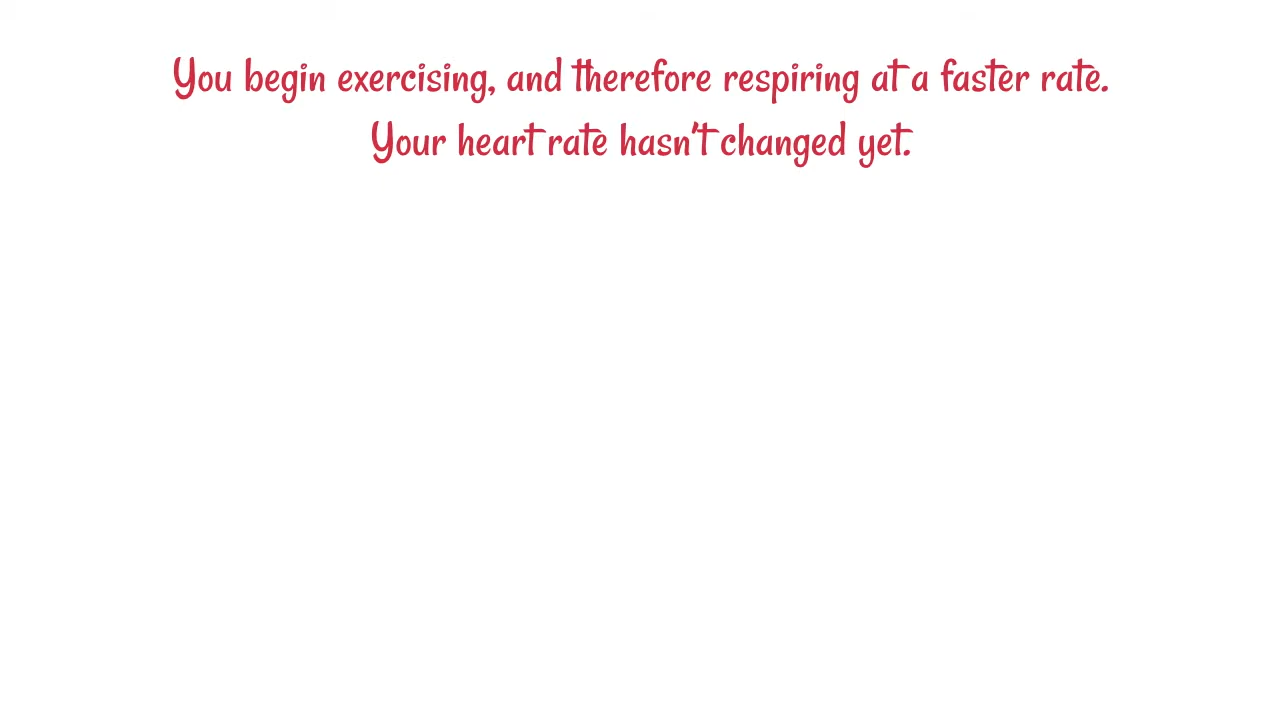 You begin exercising, and therefore respiring at a faster rate.
Your heart rate hasn't changed yet.